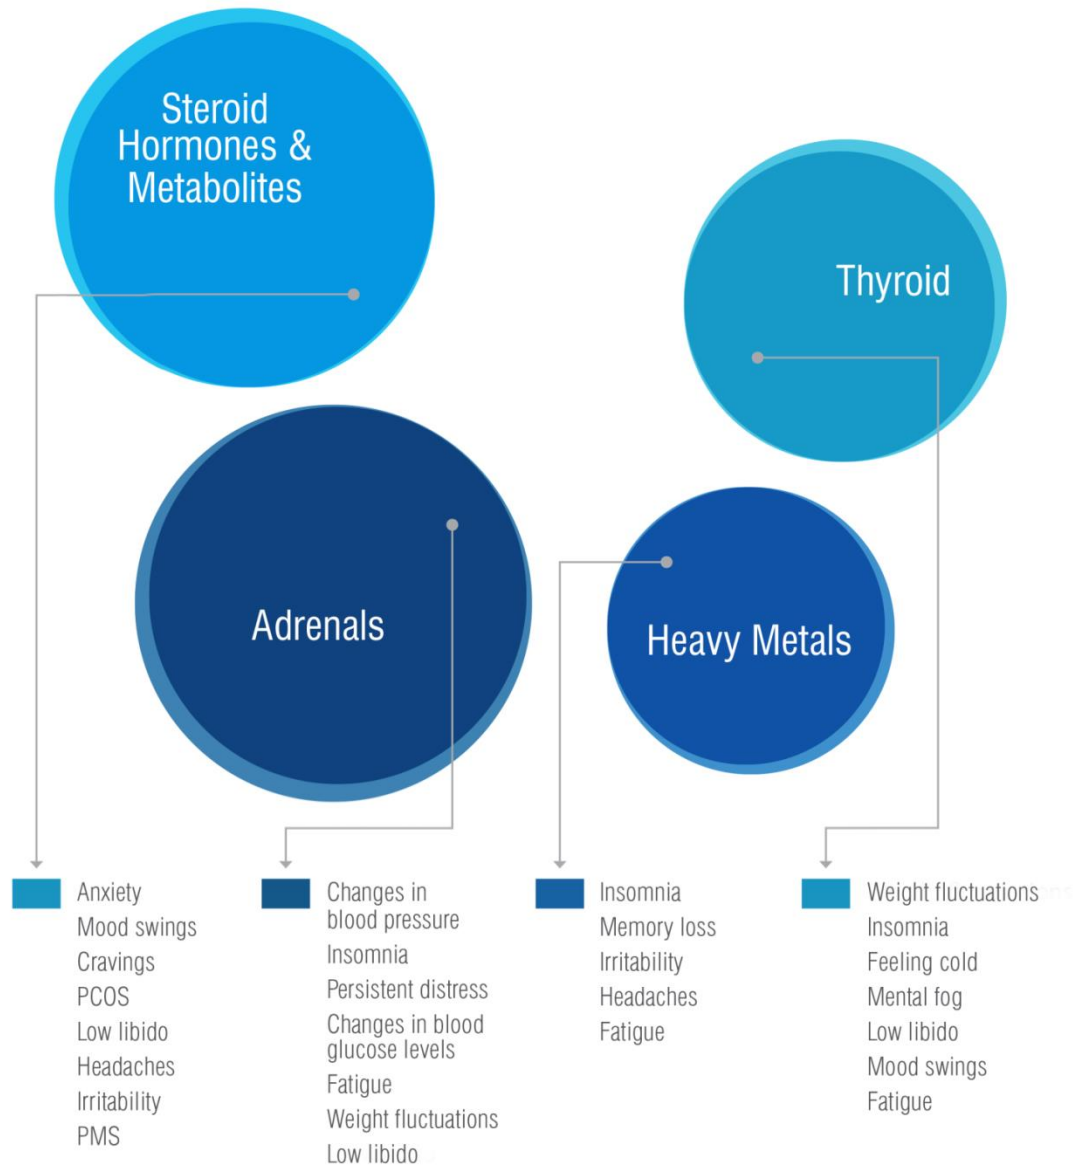 Steroid
Hormones &
Metabolites
Thyroid
Adrenals
Heavy Metals
Anxiety
Mood swings
Cravings
PCOS
Low libido
Headaches
Irritability
PMS
Changes in
blood pressure
Insomnia
Persistent distress
Changes in blood
glucose levels
Fatigue
Weight fluctuations
Low libido
Insomnia
Memory loss
Irritability
Headaches
Fatigue
Weight fluctuations
Insomnia
Feeling cold
Mental fog
Low libido
Mood swings
Fatigue